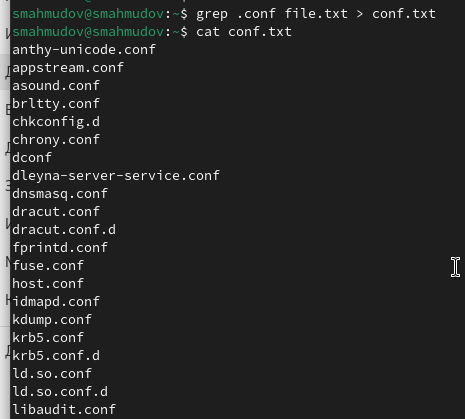 smahmudov@smahmudov:~$ grep .conf file.txt > conf.txt
smahmudov@smahmudov:~$ cat conf.txt
anthy-unicode.conf
appstream.conf
asound.conf
brltty.conf
chkconfig.d
chrony.conf
dconf
dleyna-server-service.conf
dnsmasq.conf
dracut.conf
dracut.conf.d
fprintd.conf
fuse.conf
host.conf
idmapd.conf
kdump.conf
krb5.conf
krb5.conf.d
ld.so.conf
ld.so.conf.d
libaudit.conf